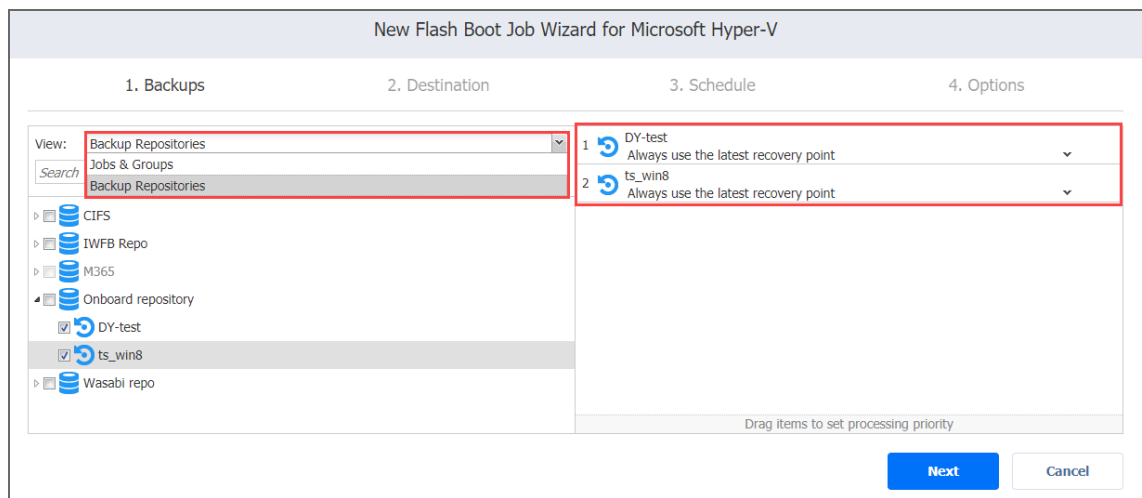 New Flash Boot Job Wizard for Microsoft Hyper-V
1. Backups 2. Destination 3. Schedule 4. Options
View: Backup Repositories
Jobs & Groups
Search
Backup Repositories
CIFS
IWFB Repo
M365
Onboard repository
DY-test
ts_win8
Wasabi repo
1 DY-test
Always use the latest recovery point
2 ts_win8
Always use the latest recovery point
Drag items to set processing priority
Next Cancel